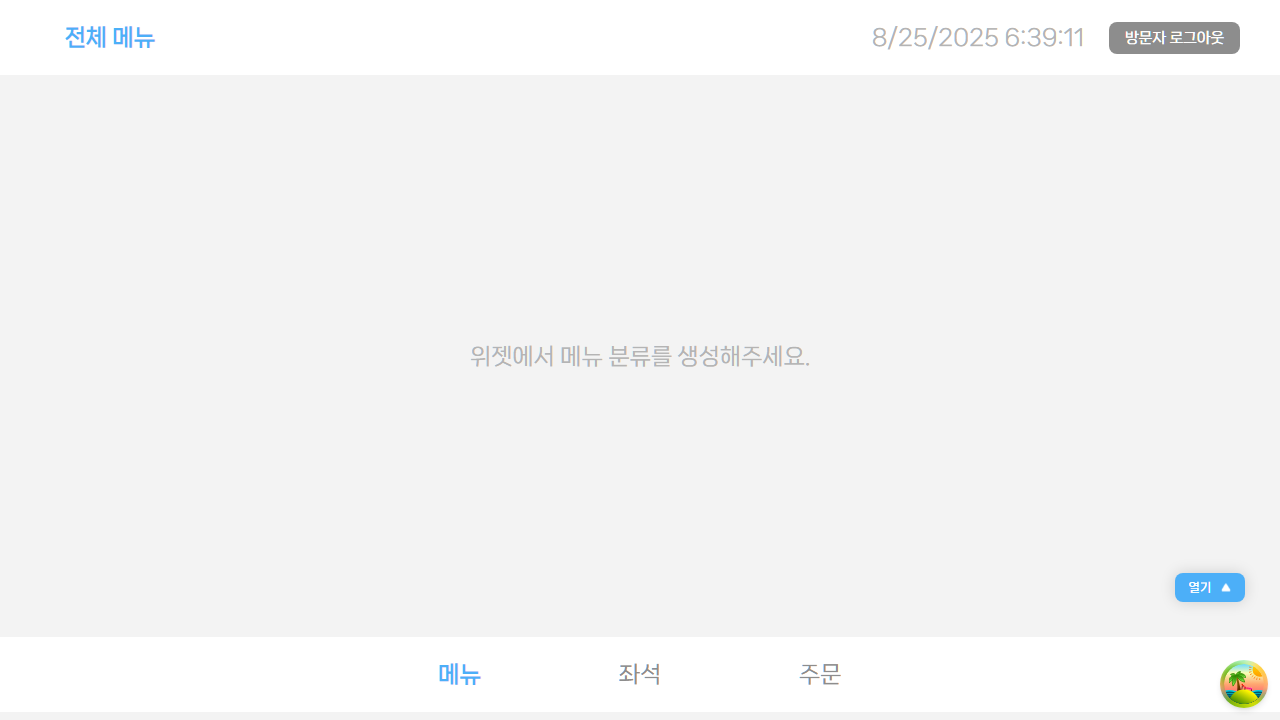 전체 메뉴
8/25/2025 6:39:11
방문자 로그아웃
위젯에서 메뉴 분류를 생성해주세요.
열기
메뉴
좌석
주문